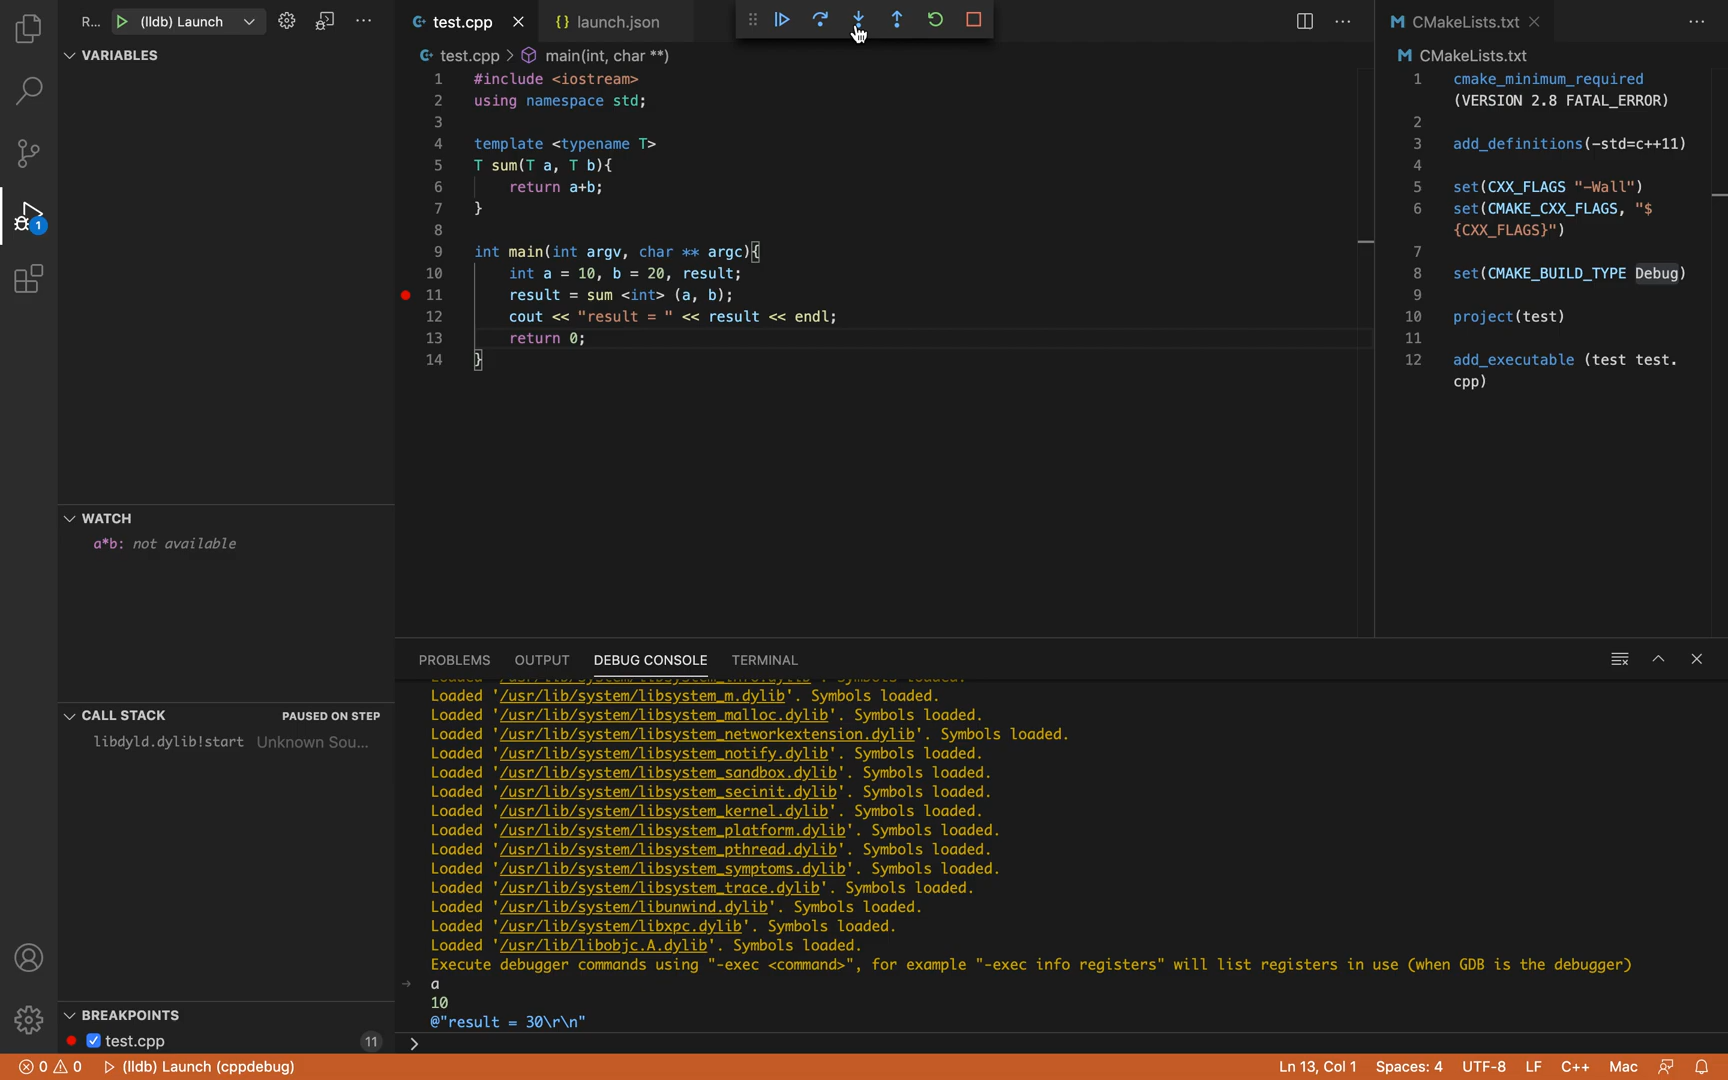 R... (lldb) Launch
VARIABLES
WATCH
a*b: not available
CALL STACK PAUSED ON STEP
libdyld.dylib!start Unknown Sou...
BREAKPOINTS
test.cpp 11
test.cpp launch.json
test.cpp > main(int, char **)
1 #include <iostream>
2 using namespace std;
3
4 template <typename T>
5 T sum(T a, T b){
6 return a+b;
7 }
8
9 int main(int argv, char ** argc){
10 int a = 10, b = 20, result;
11 result = sum <int> (a, b);
12 cout << "result = " << result << endl;
13 return 0;
14 }
CMakeLists.txt
CMakeLists.txt
1 cmake_minimum_required
(VERSION 2.8 FATAL_ERROR)
2
3 add_definitions(-std=c++11)
4
5 set(CXX_FLAGS "-Wall")
6 set(CMAKE_CXX_FLAGS, "$
{CXX_FLAGS}")
7
8 set(CMAKE_BUILD_TYPE Debug)
9
10 project(test)
11
12 add_executable (test test.
cpp)
PROBLEMS OUTPUT DEBUG CONSOLE TERMINAL
Loaded '/usr/lib/system/libsystem_m.dylib'. Symbols loaded.
Loaded '/usr/lib/system/libsystem_malloc.dylib'. Symbols loaded.
Loaded '/usr/lib/system/libsystem_networkextension.dylib'. Symbols loaded.
Loaded '/usr/lib/system/libsystem_notify.dylib'. Symbols loaded.
Loaded '/usr/lib/system/libsystem_sandbox.dylib'. Symbols loaded.
Loaded '/usr/lib/system/libsystem_secinit.dylib'. Symbols loaded.
Loaded '/usr/lib/system/libsystem_kernel.dylib'. Symbols loaded.
Loaded '/usr/lib/system/libsystem_platform.dylib'. Symbols loaded.
Loaded '/usr/lib/system/libsystem_pthread.dylib'. Symbols loaded.
Loaded '/usr/lib/system/libsystem_symptoms.dylib'. Symbols loaded.
Loaded '/usr/lib/system/libsystem_trace.dylib'. Symbols loaded.
Loaded '/usr/lib/system/libunwind.dylib'. Symbols loaded.
Loaded '/usr/lib/system/libxpc.dylib'. Symbols loaded.
Loaded '/usr/lib/libobjc.A.dylib'. Symbols loaded.
Execute debugger commands using "-exec <command>", for example "-exec info registers" will list registers in use (when GDB is the debugger)
a
10
@"result = 30\r\n"
1
0 0 (lldb) Launch (cppdebug) Ln 13, Col 1 Spaces: 4 UTF-8 LF C++ Mac